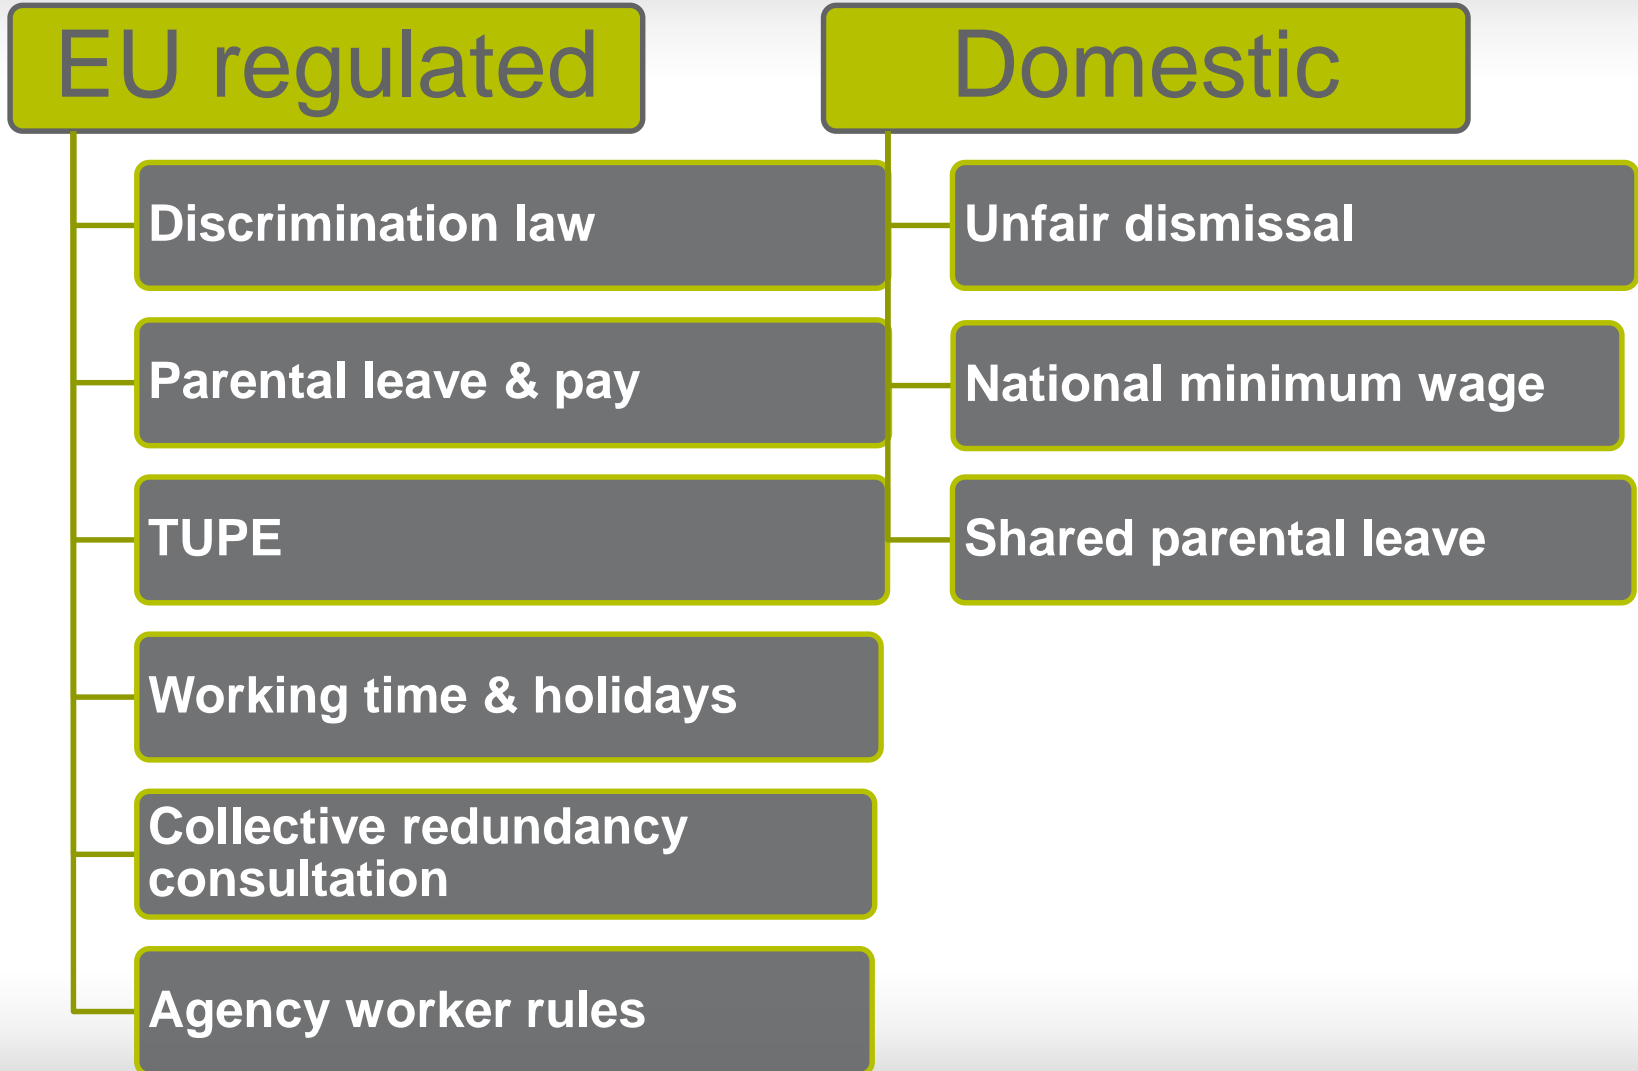 EU regulated
Discrimination law
Parental leave & pay
TUPE
Working time & holidays
Collective redundancy
consultation
Agency worker rules
Domestic
Unfair dismissal
National minimum wage
Shared parental leave